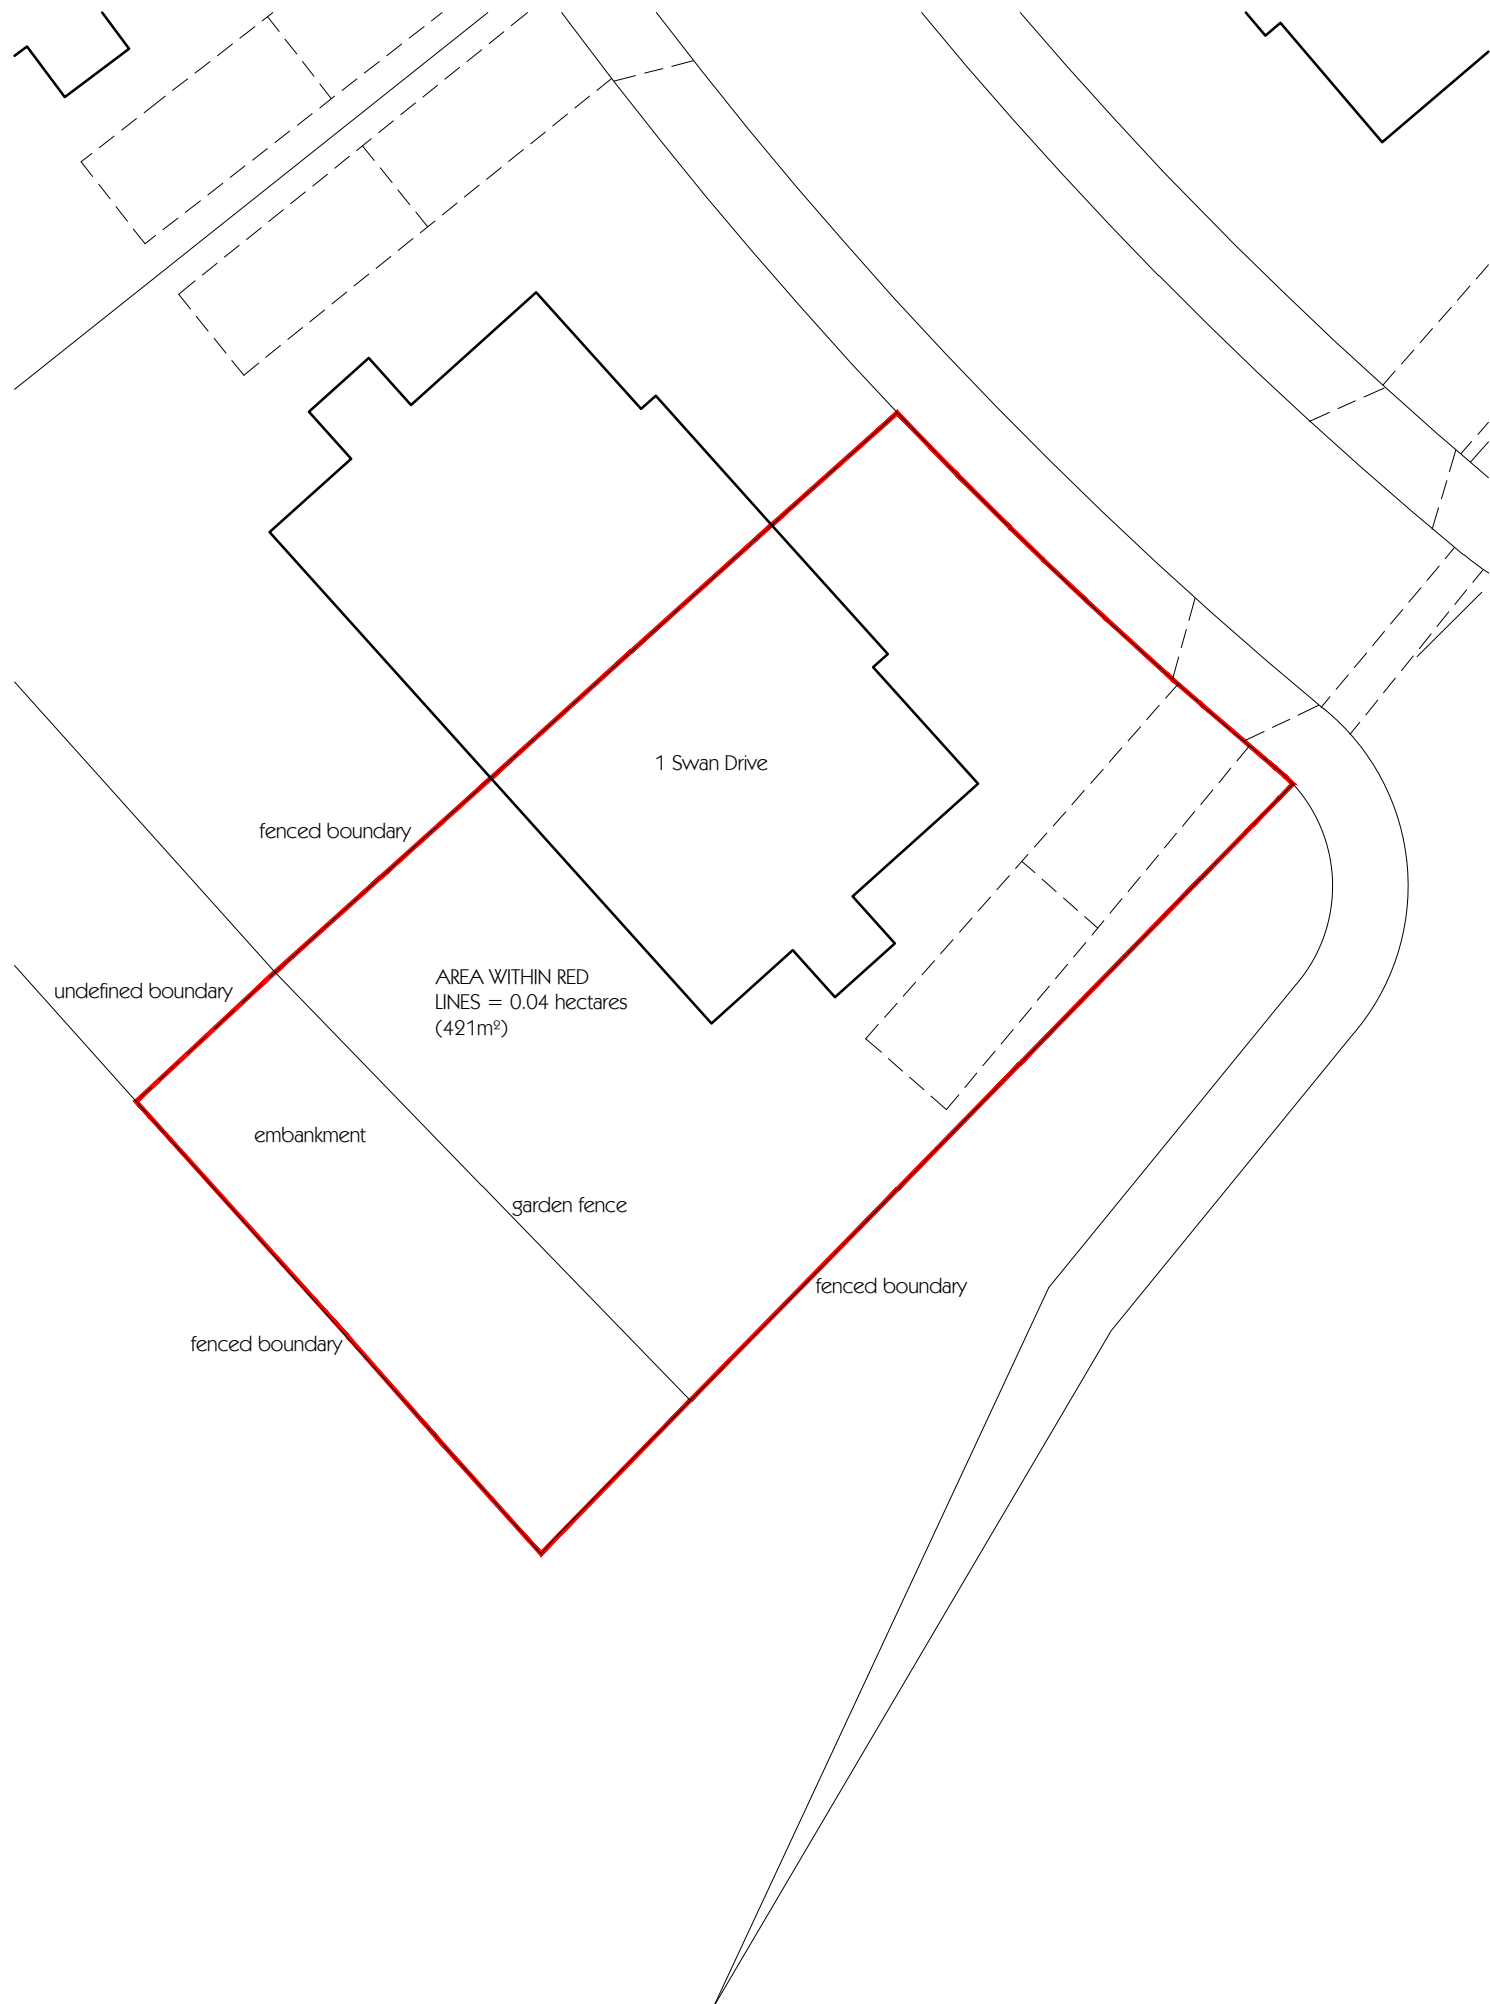 1 Swan Drive
fenced boundary
undefined boundary
AREA WITHIN RED
LINES = 0.04 hectares
(421m²)
embankment
garden fence
fenced boundary
fenced boundary